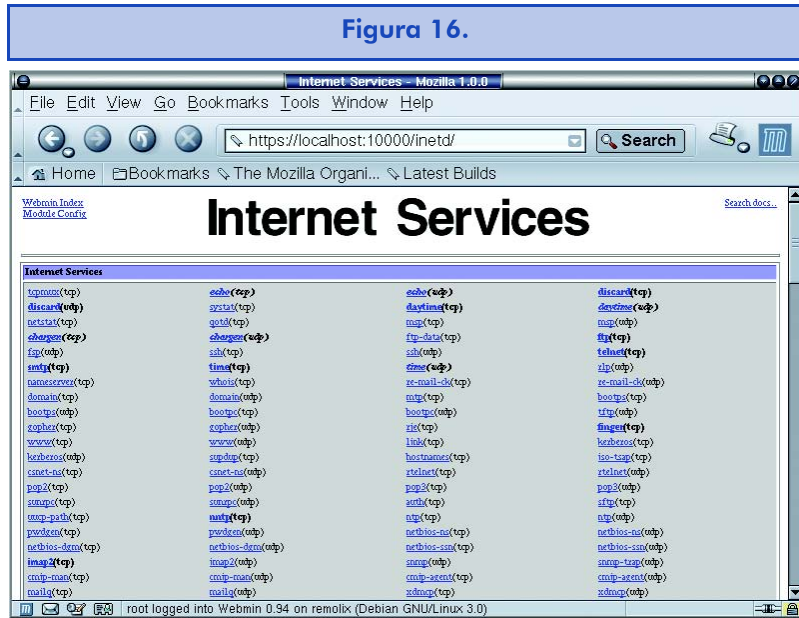 Figura 16.
Internet Services - Mozilla 1.0.0
File Edit View Go Bookmarks Tools Window Help
https://localhost:10000/inetd/ Search
Home Bookmarks The Mozilla Organi... Latest Builds
Webmin Index
Module Config
Internet Services
Search docs..
Internet Services
tcpmux(tcp) echo(tcp) echo(udp) discard(tcp)
discard(udp) systat(tcp) daytime(tcp) daytime(udp)
netstat(tcp) qotd(tcp) msp(tcp) msp(udp)
chargen(tcp) chargen(udp) ftp-data(tcp) ftp(tcp)
fsp(udp) ssh(tcp) ssh(udp) telnet(tcp)
smtp(tcp) time(tcp) time(udp) rlp(udp)
nameserver(tcp) whois(tcp) re-mail-ck(tcp) re-mail-ck(udp)
domain(tcp) domain(udp) mtp(tcp) bootps(tcp)
bootps(udp) bootpc(tcp) bootpc(udp) tftp(udp)
gopher(tcp) gopher(udp) rje(tcp) finger(tcp)
www(tcp) www(udp) link(tcp) kerberos(tcp)
kerberos(udp) supdup(tcp) hostnames(tcp) iso-tsap(tcp)
csnet-ns(tcp) csnet-ns(udp) rtelnet(tcp) rtelnet(udp)
pop2(tcp) pop2(udp) pop3(tcp) pop3(udp)
sunrpc(tcp) sunrpc(udp) auth(tcp) sftp(tcp)
uucp-path(tcp) nntp(tcp) ntp(tcp) ntp(udp)
pwdgen(tcp) pwdgen(udp) netbios-ns(tcp) netbios-ns(udp)
netbios-dgm(tcp) netbios-dgm(udp) netbios-ssn(tcp) netbios-ssn(udp)
imap2(tcp) imap2(udp) snmp(udp) snmp-trap(udp)
cmip-man(tcp) cmip-man(udp) cmip-agent(tcp) cmip-agent(udp)
mailq(tcp) mailq(udp) xdmcp(tcp) xdmcp(udp)
root logged into Webmin 0.94 on remolix (Debian GNU/Linux 3.0)